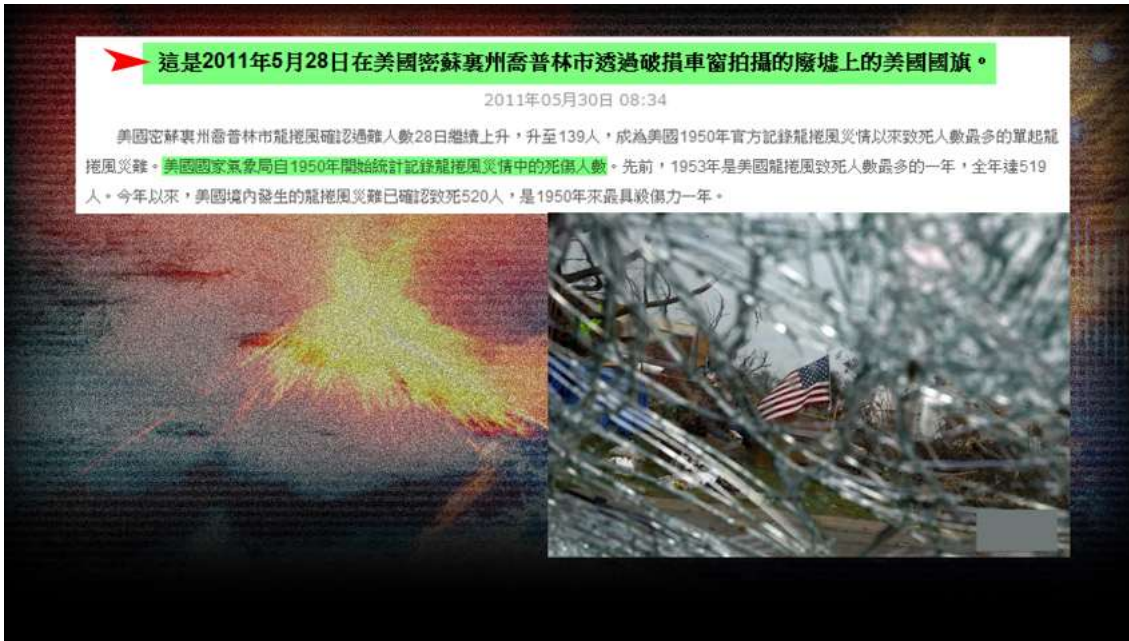 這是2011年5月28日在美國密蘇裏州喬普林市透過破損車窗拍攝的廢墟上的美國國旗。
2011年05月30日 08:34
美國密蘇裏州喬普林市龍捲風確認遇難人數28日繼續上升，升至139人，成為美國1950年官方記錄龍捲風災情以來致死人數最多的單起龍
捲風災難。美國國家氣象局自1950年開始統計記錄龍捲風災情中的死傷人數。先前，1953年是美國龍捲風致死人數最多的一年，全年達519
人。今年以來，美國境內發生的龍捲風災難已確認致死520人，是1950年來最具殺傷力一年。